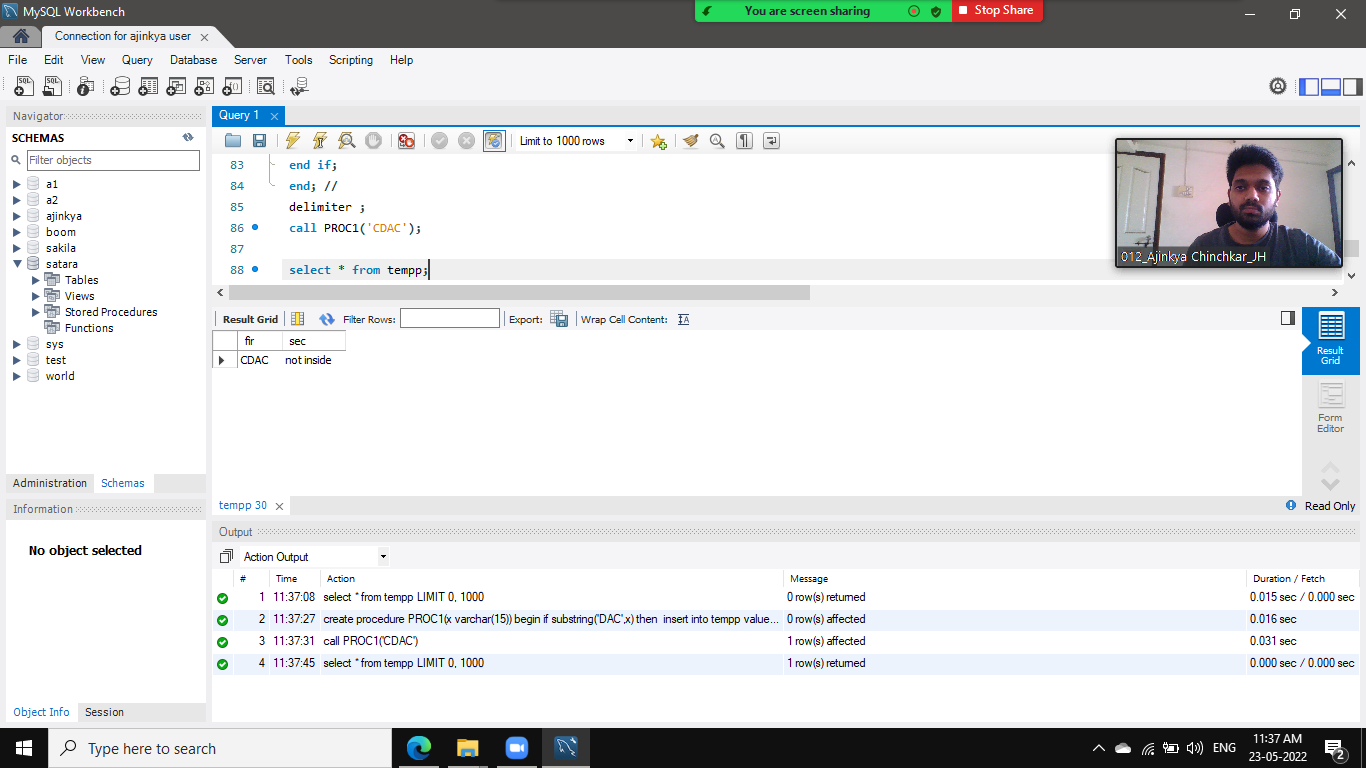 MySQL Workbench
You are screen sharing
Stop Share
Connection for ajinkya user
File Edit View Query Database Server Tools Scripting Help
Navigator
SCHEMAS
Filter objects
a1
a2
ajinkya
boom
sakila
satara
Tables
Views
Stored Procedures
Functions
sys
test
world
Administration Schemas
Information
No object selected
Object Info Session
Query 1
Limit to 1000 rows
83 end if;
84 end; //
85 delimiter ;
86 call PROC1('CDAC');
87
88 select * from tempp;
012_Ajinkya Chinchkar_JH
Result Grid Filter Rows: Export: Wrap Cell Content:
fir sec
CDAC not inside
Result
Grid
Form
Editor
tempp 30
Read Only
Output
Action Output
# Time Action Message Duration / Fetch
1 11:37:08 select * from tempp LIMIT 0, 1000 0 row(s) returned 0.015 sec / 0.000 sec
2 11:37:27 create procedure PROC1(x varchar(15)) begin if substring('DAC',x) then insert into tempp value... 0 row(s) affected 0.016 sec
3 11:37:31 call PROC1('CDAC') 1 row(s) affected 0.031 sec
4 11:37:45 select * from tempp LIMIT 0, 1000 1 row(s) returned 0.000 sec / 0.000 sec
Type here to search
ENG
11:37 AM
23-05-2022
2